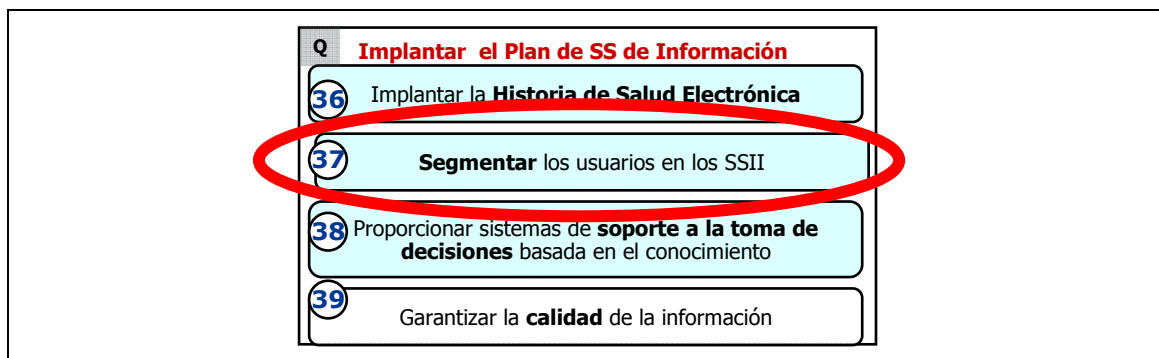 Q
Implantar el Plan de SS de Información
36
Implantar la Historia de Salud Electrónica
37
Segmentar los usuarios en los SSII
38
Proporcionar sistemas de soporte a la toma de
decisiones basada en el conocimiento
39
Garantizar la calidad de la información